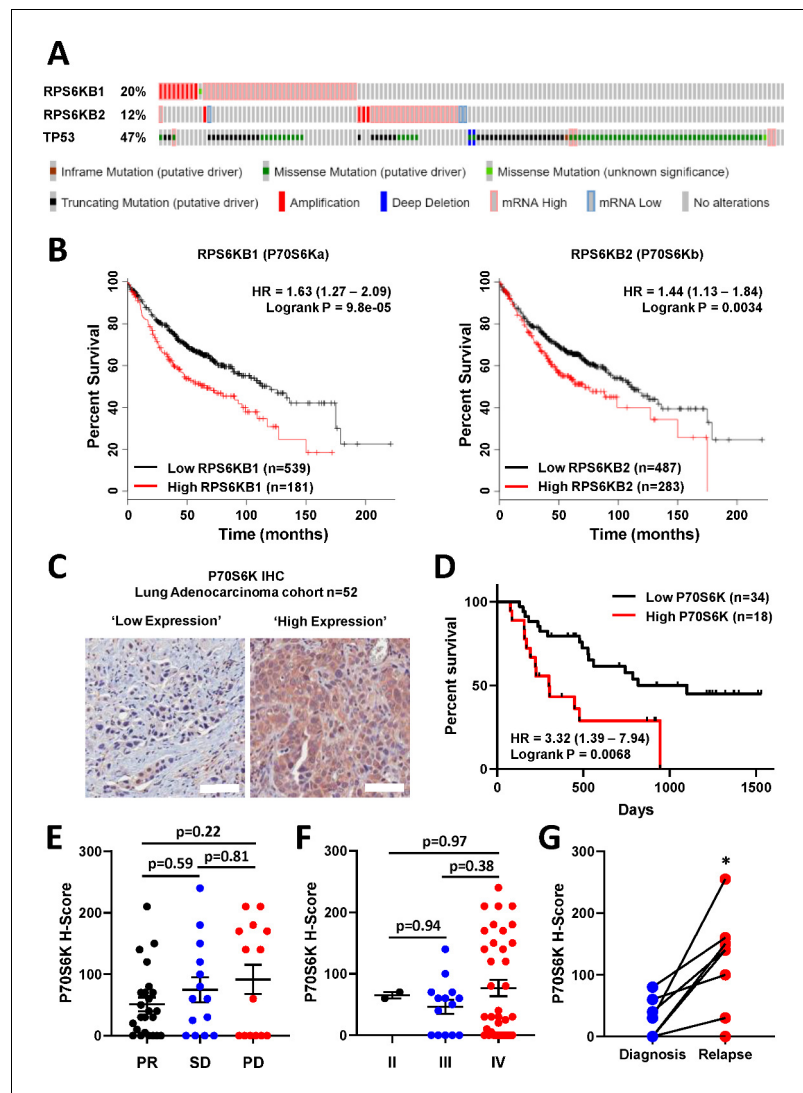 A
RPS6KB1 20%
RPS6KB2 12%
TP53 47%
Inframe Mutation (putative driver) Missense Mutation (putative driver) Missense Mutation (unknown significance)
Truncating Mutation (putative driver) Amplification Deep Deletion mRNA High mRNA Low No alterations
B
RPS6KB1 (P70S6Ka)
HR = 1.63 (1.27 – 2.09)
Logrank P = 9.8e-05
Percent Survival
100
80
60
40
20
0
Low RPS6KB1 (n=539)
High RPS6KB1 (n=181)
0 50 100 150 200
Time (months)
RPS6KB2 (P70S6Kb)
HR = 1.44 (1.13 – 1.84)
Logrank P = 0.0034
Percent Survival
100
80
60
40
20
0
Low RPS6KB2 (n=487)
High RPS6KB2 (n=283)
0 50 100 150 200
Time (months)
C
P70S6K IHC
Lung Adenocarcinoma cohort n=52
‘Low Expression’ ‘High Expression’
D
Low P70S6K (n=34)
High P70S6K (n=18)
Percent survival
100
50
0
HR = 3.32 (1.39 – 7.94)
Logrank P = 0.0068
0 500 1000 1500
Days
E
P70S6K H-Score
300
200
100
0
p=0.22
p=0.59 p=0.81
PR SD PD
F
P70S6K H-Score
300
200
100
0
p=0.97
p=0.38
p=0.94
II III IV
G
P70S6K H-Score
300
200
100
0
*
Diagnosis Relapse